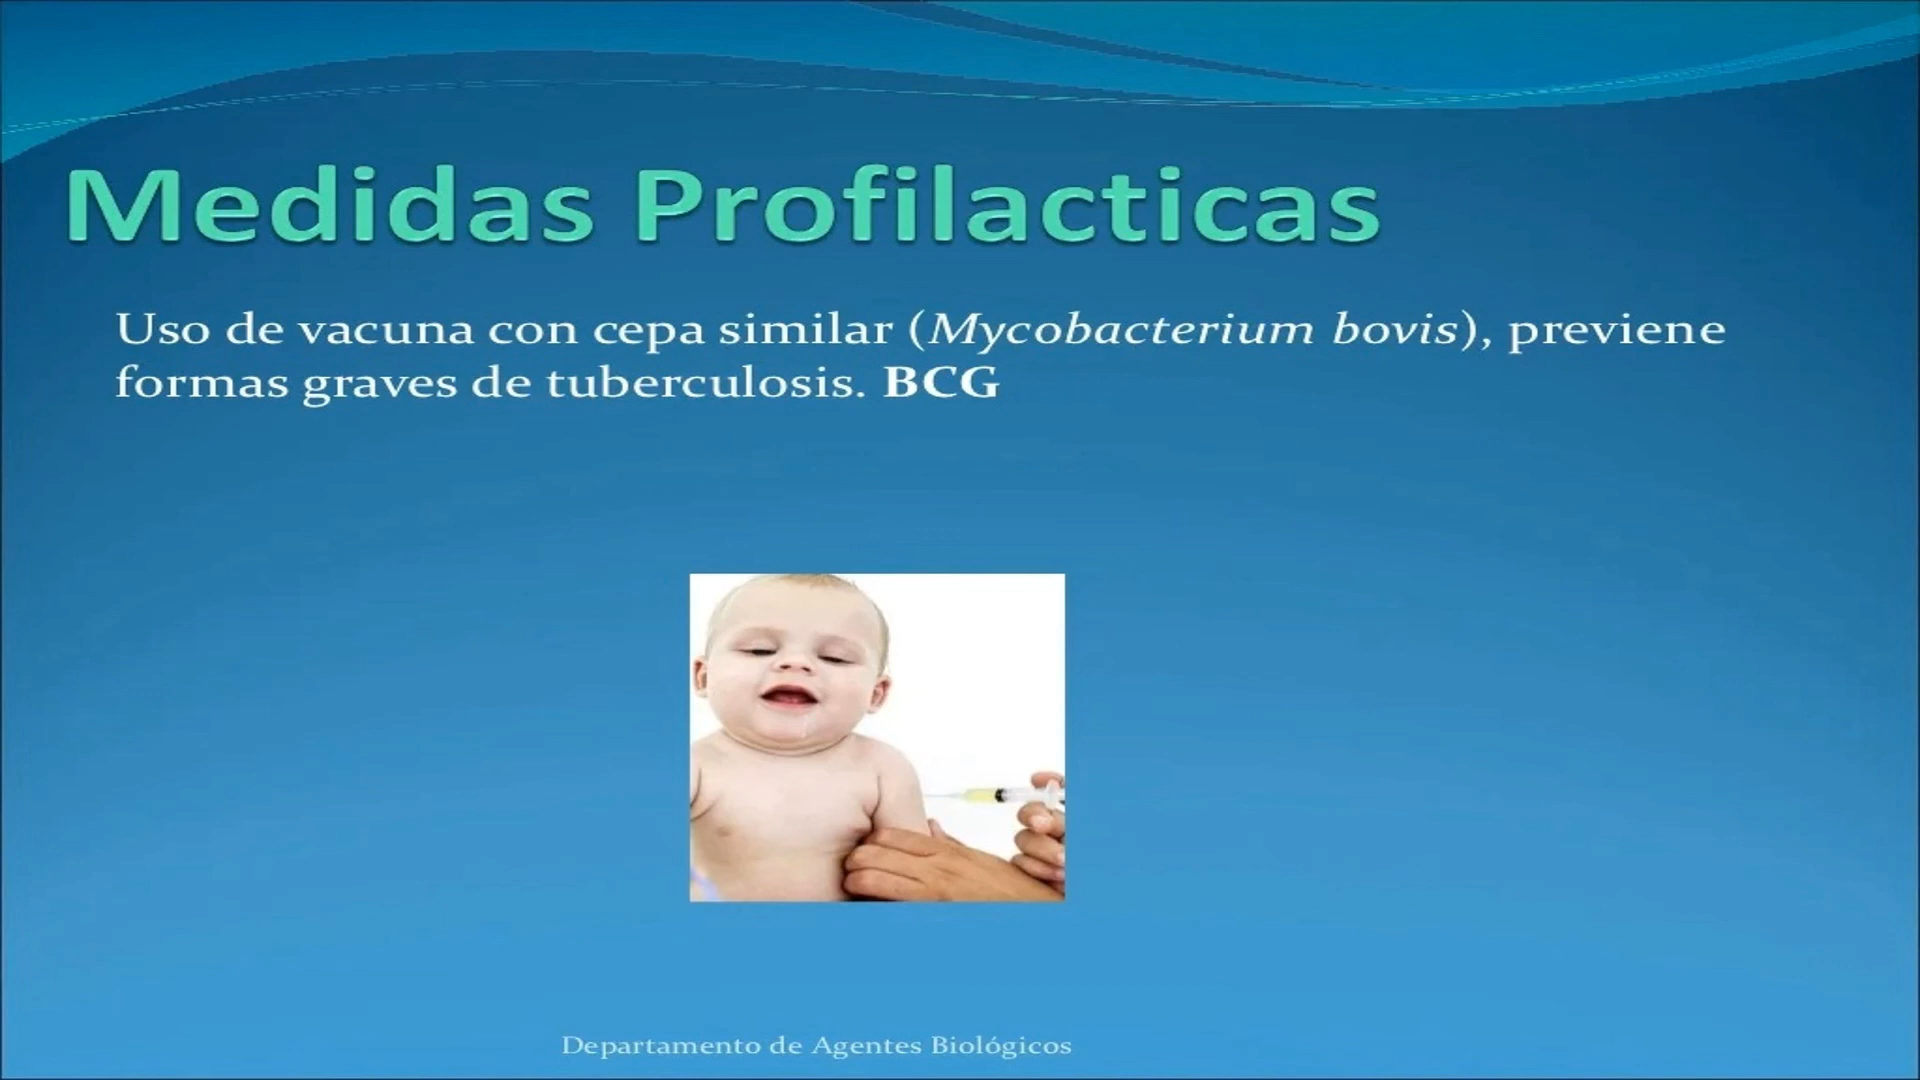 Medidas Profilacticas
Uso de vacuna con cepa similar (Mycobacterium bovis), previene
formas graves de tuberculosis. BCG
Departamento de Agentes Biológicos